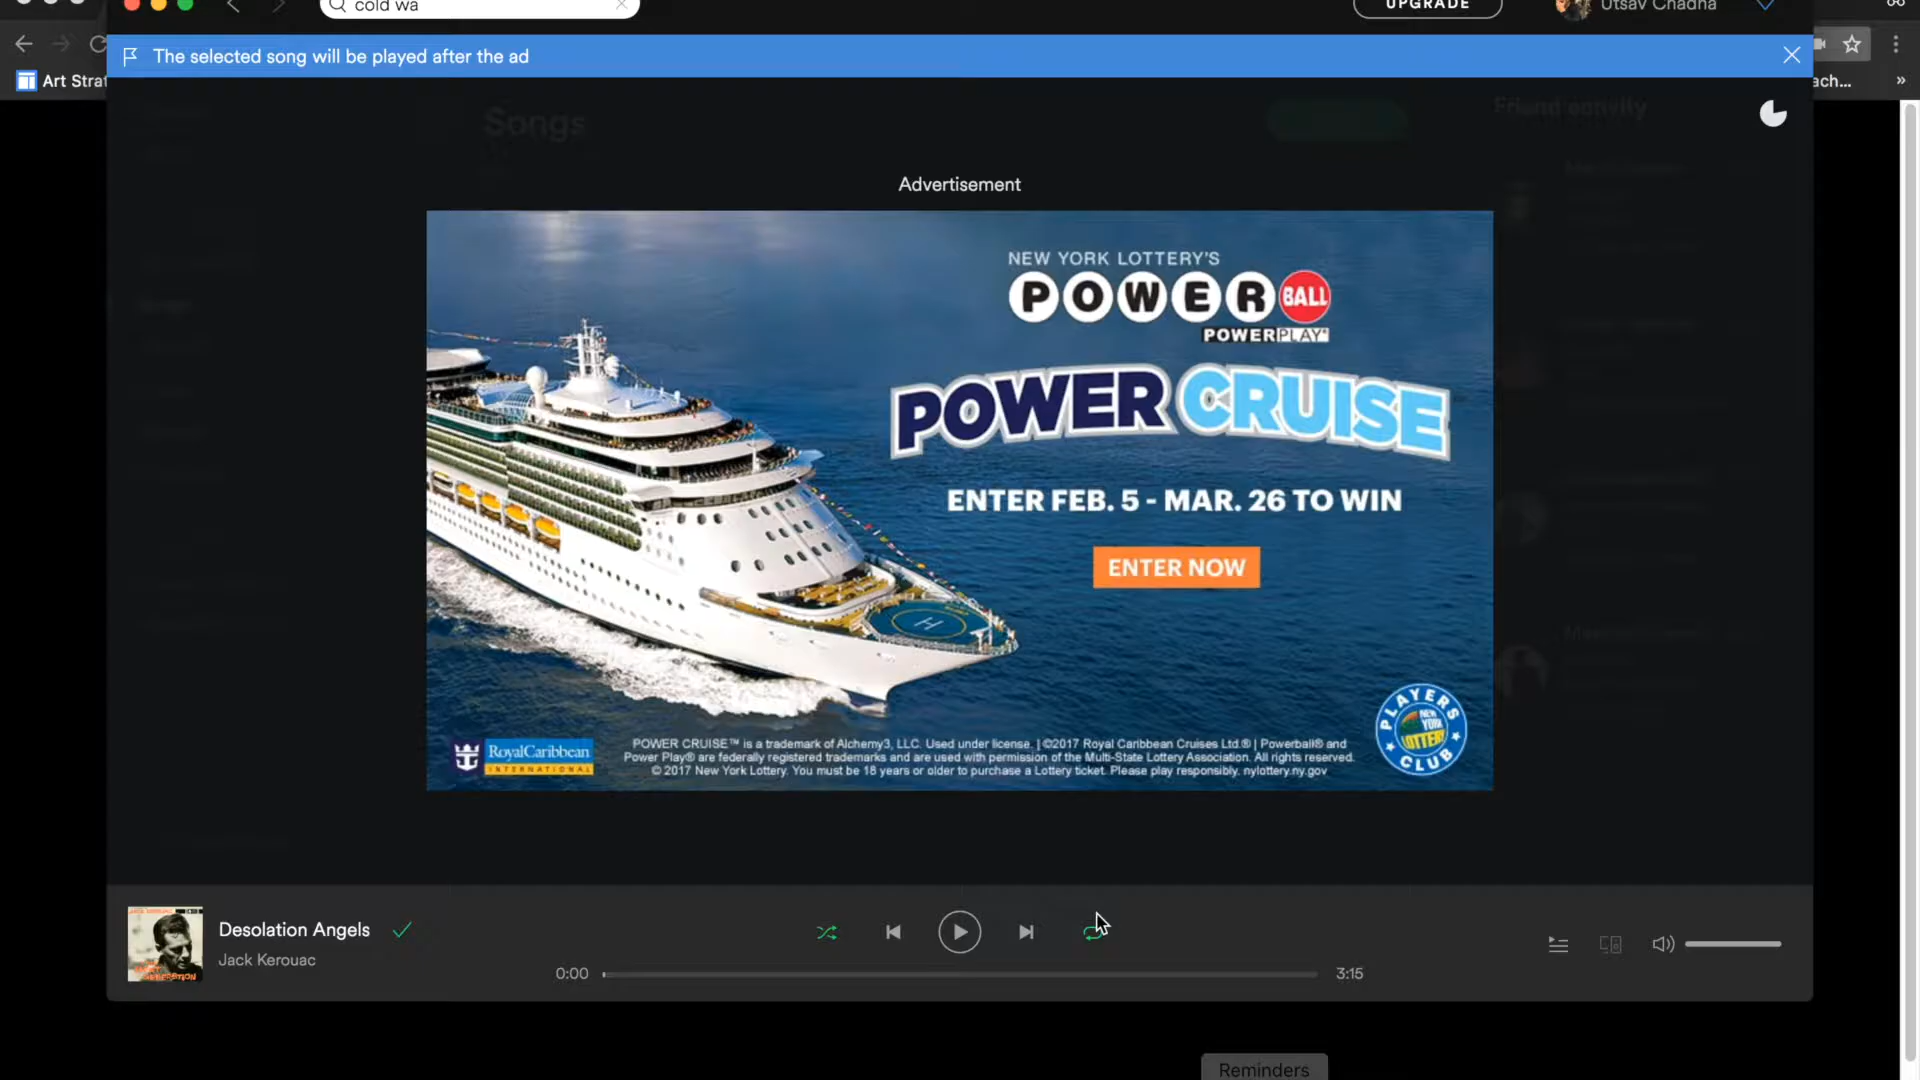 cold wa
UPGRADE
Utsav Chadha
The selected song will be played after the ad
Art Strat
ach...
»
Songs
Friend activity
Advertisement
NEW YORK LOTTERY'S
POWER BALL
POWERPLAY®
POWER CRUISE
ENTER FEB. 5 - MAR. 26 TO WIN
ENTER NOW
H
PLAYERS CLUB
NEW YORK LOTTERY
RoyalCaribbean
INTERNATIONAL
POWER CRUISE™ is a trademark of Alchemy3, LLC. Used under license. | ©2017 Royal Caribbean Cruises Ltd.® | Powerball® and
Power Play® are federally registered trademarks and are used with permission of the Multi-State Lottery Association. All rights reserved.
© 2017 New York Lottery. You must be 18 years or older to purchase a Lottery ticket. Please play responsibly. nylottery.ny.gov
Desolation Angels
Jack Kerouac
0:00
3:15
Reminders